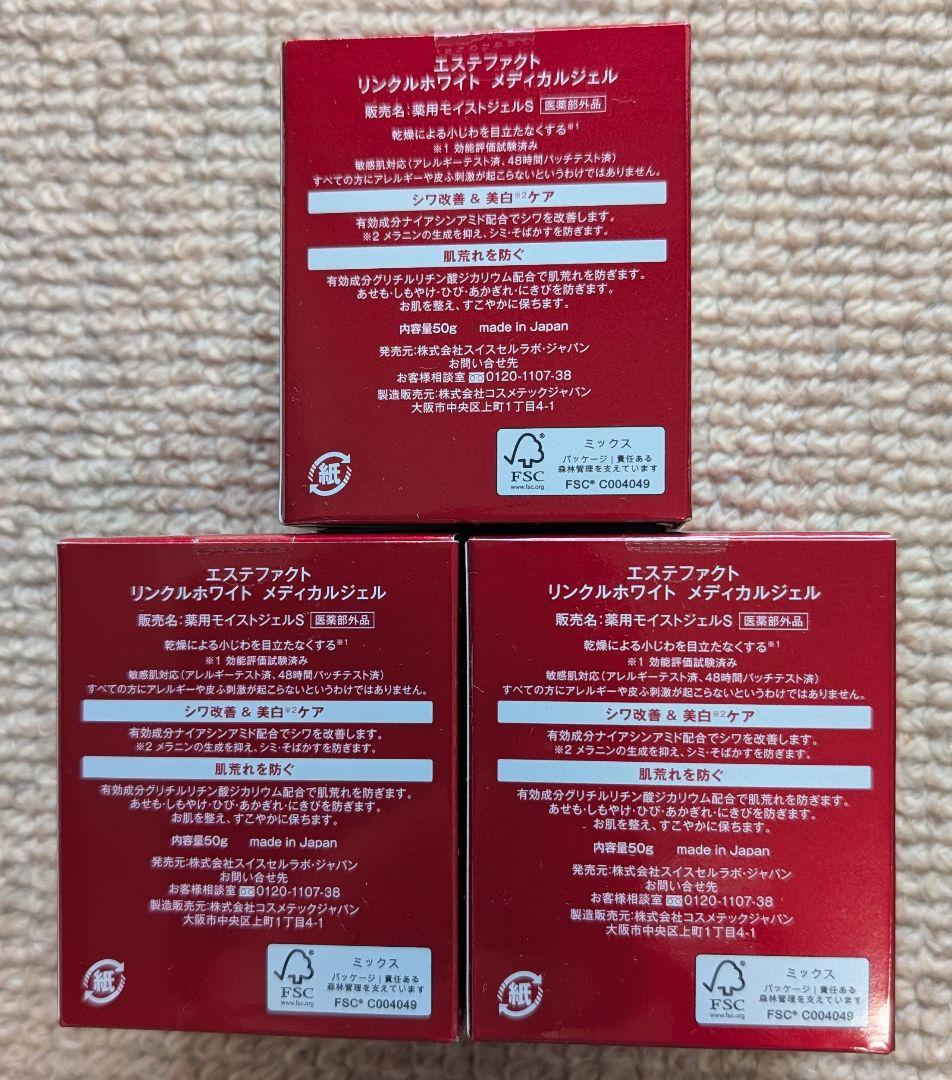 エステファクト
リンクルホワイト メディカルジェル
販売名:薬用モイストジェルS 医薬部外品
乾燥による小じわを目立たなくする※1
※1 効能評価試験済み
敏感肌対応(アレルギーテスト済、48時間パッチテスト済)
すべての方にアレルギーや皮ふ刺激が起こらないというわけではありません。
シワ改善 & 美白※2ケア
有効成分ナイアシンアミド配合でシワを改善します。
※2 メラニンの生成を抑え、シミ・そばかすを防ぎます。
肌荒れを防ぐ
有効成分グリチルリチン酸ジカリウム配合で肌荒れを防ぎます。
あせも・しもやけ・ひび・あかぎれ・にきびを防ぎます。
お肌を整え、すこやかに保ちます。
内容量50g made in Japan
発売元:株式会社スイスセルラボ・ジャパン
お問い合せ先
お客様相談室 0120-1107-38
製造販売元:株式会社コスメテックジャパン
大阪市中央区上町1丁目4-1
紙
FSC®
www.fsc.org
ミックス
パッケージ|責任ある
森林管理を支えています
FSC® C004049
エステファクト
リンクルホワイト メディカルジェル
販売名:薬用モイストジェルS 医薬部外品
乾燥による小じわを目立たなくする※1
※1 効能評価試験済み
敏感肌対応(アレルギーテスト済、48時間パッチテスト済)
すべての方にアレルギーや皮ふ刺激が起こらないというわけではありません。
シワ改善 & 美白※2ケア
有効成分ナイアシンアミド配合でシワを改善します。
※2 メラニンの生成を抑え、シミ・そばかすを防ぎます。
肌荒れを防ぐ
有効成分グリチルリチン酸ジカリウム配合で肌荒れを防ぎます。
あせも・しもやけ・ひび・あかぎれ・にきびを防ぎます。
お肌を整え、すこやかに保ちます。
内容量50g made in Japan
発売元:株式会社スイスセルラボ・ジャパン
お問い合せ先
お客様相談室 0120-1107-38
製造販売元:株式会社コスメテックジャパン
大阪市中央区上町1丁目4-1
紙
FSC®
www.fsc.org
ミックス
パッケージ|責任ある
森林管理を支えています
FSC® C004049
エステファクト
リンクルホワイト メディカルジェル
販売名:薬用モイストジェルS 医薬部外品
乾燥による小じわを目立たなくする※1
※1 効能評価試験済み
敏感肌対応(アレルギーテスト済、48時間パッチテスト済)
すべての方にアレルギーや皮ふ刺激が起こらないというわけではありません。
シワ改善 & 美白※2ケア
有効成分ナイアシンアミド配合でシワを改善します。
※2 メラニンの生成を抑え、シミ・そばかすを防ぎます。
肌荒れを防ぐ
有効成分グリチルリチン酸ジカリウム配合で肌荒れを防ぎます。
あせも・しもやけ・ひび・あかぎれ・にきびを防ぎます。
お肌を整え、すこやかに保ちます。
内容量50g made in Japan
発売元:株式会社スイスセルラボ・ジャパン
お問い合せ先
お客様相談室 0120-1107-38
製造販売元:株式会社コスメテックジャパン
大阪市中央区上町1丁目4-1
紙
FSC®
www.fsc.org
ミックス
パッケージ|責任ある
森林管理を支えています
FSC® C004049